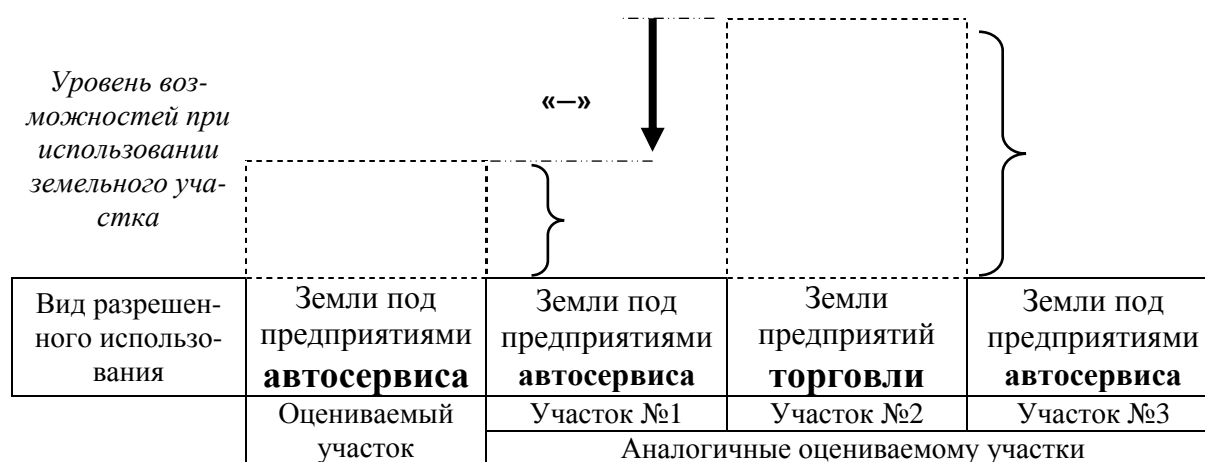 Уровень воз-
можностей при
использовании
земельного уча-
стка
«—»
Вид разрешен-
ного использо-
вания
Земли под
предприятиями
автосервиса
Земли под
предприятиями
автосервиса
Земли
предприятий
торговли
Земли под
предприятиями
автосервиса
Оцениваемый
участок
Участок №1
Участок №2
Участок №3
Аналогичные оцениваемому участки